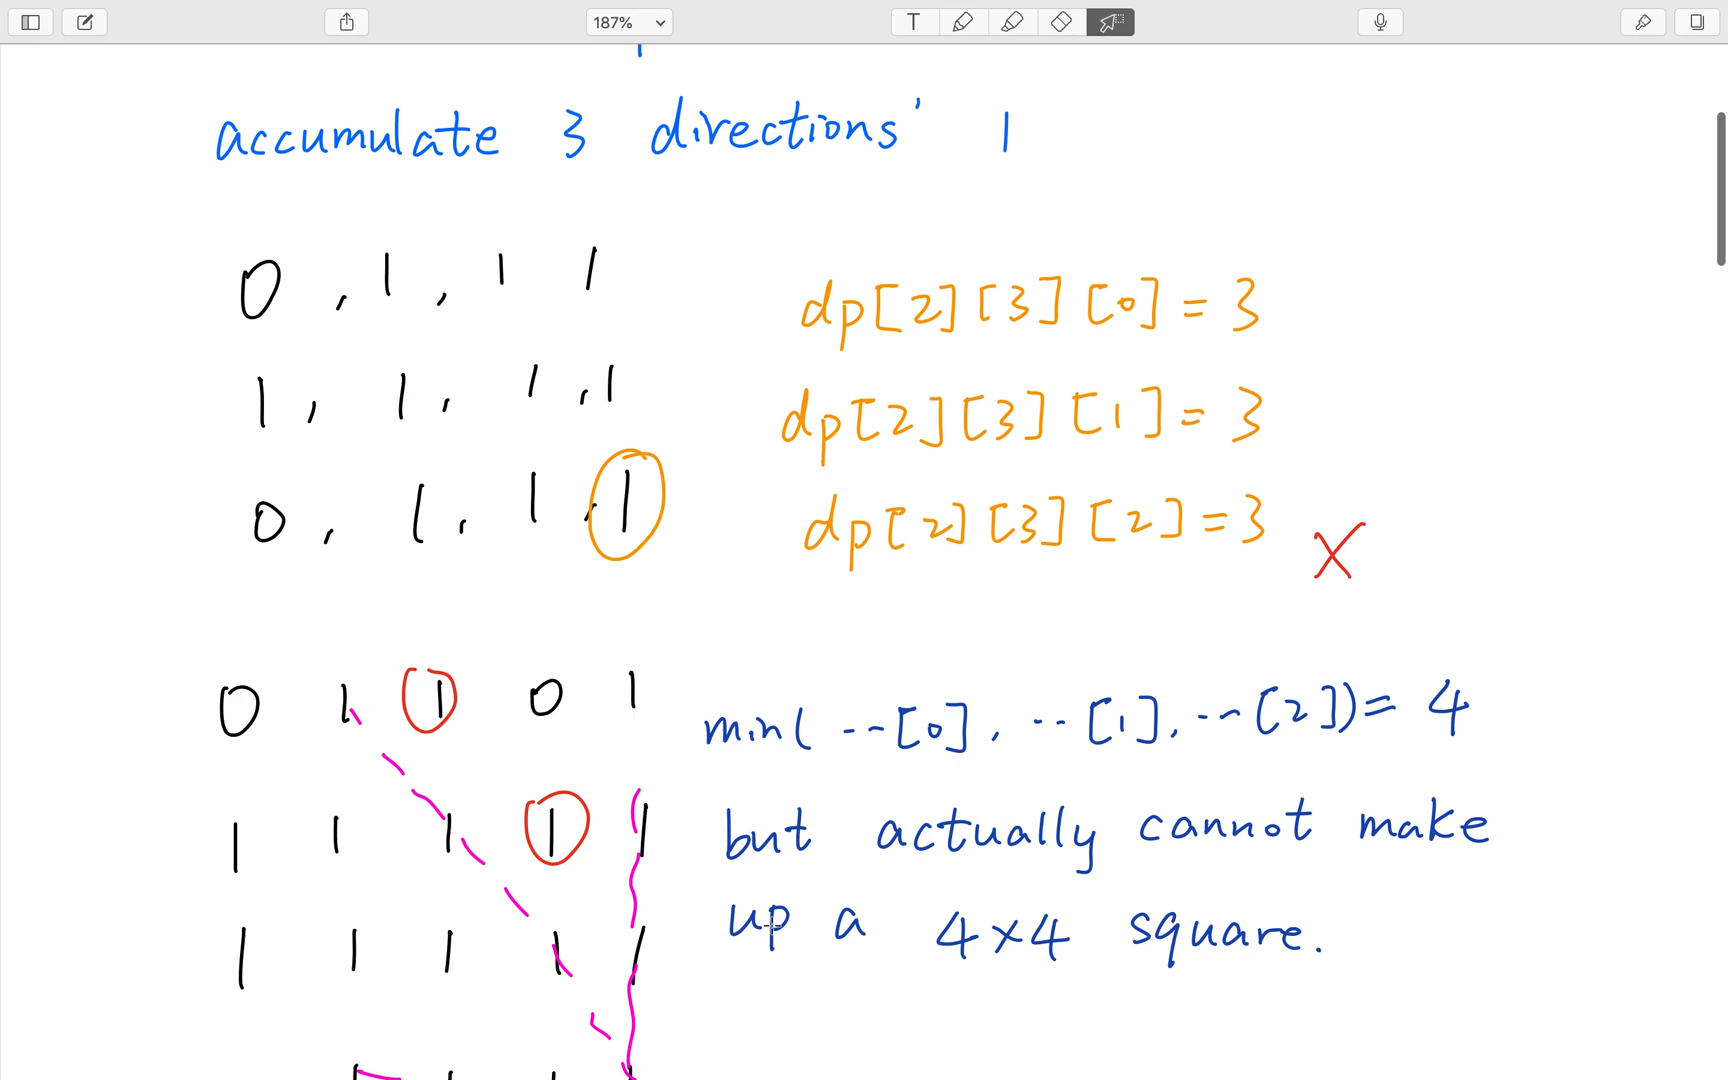 187%
T
accumulate 3 directions' 1
0 , 1 , 1 1
1 , 1 , 1 , 1
0 , 1 , 1 , 1
dp[2][3][0] = 3
dp[2][3][1] = 3
dp[2][3][2] = 3 X
0 1 1 0 1
1 1 1 1 1
1 1 1 1 1
min( --[0], --[1], --[2]) = 4
but actually cannot make
up a 4×4 square.